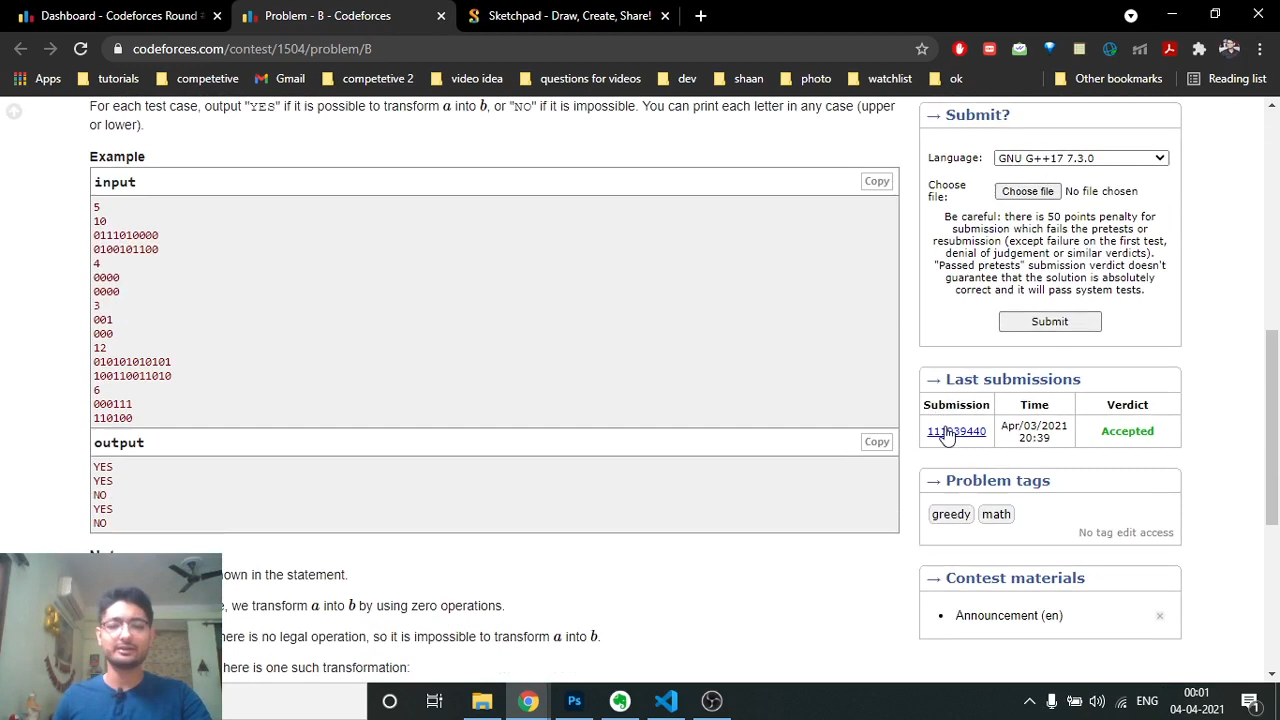 Dashboard - Codeforces Round
Problem - B - Codeforces
Sketchpad - Draw, Create, Share!
codeforces.com/contest/1504/problem/B
Apps
tutorials
competetive
Gmail
competetive 2
video idea
questions for videos
dev
shaan
photo
watchlist
ok
Other bookmarks
Reading list
For each test case, output "YES" if it is possible to transform a into b, or "NO" if it is impossible. You can print each letter in any case (upper
or lower).
Example
input
Copy
5
10
0111010000
0100101100
4
0000
0000
3
001
000
12
010101010101
100110011010
6
000111
110100
output
Copy
YES
YES
NO
YES
NO
own in the statement.
, we transform a into b by using zero operations.
here is no legal operation, so it is impossible to transform a into b.
here is one such transformation:
→ Submit?
Language:
GNU G++17 7.3.0
Choose
file:
Choose file
No file chosen
Be careful: there is 50 points penalty for
submission which fails the pretests or
resubmission (except failure on the first test,
denial of judgement or similar verdicts).
"Passed pretests" submission verdict doesn't
guarantee that the solution is absolutely
correct and it will pass system tests.
Submit
→ Last submissions
Submission
Time
Verdict
Apr/03/2021
20:39
Accepted
→ Problem tags
greedy
math
No tag edit access
→ Contest materials
Announcement (en)
ENG
00:01
04-04-2021